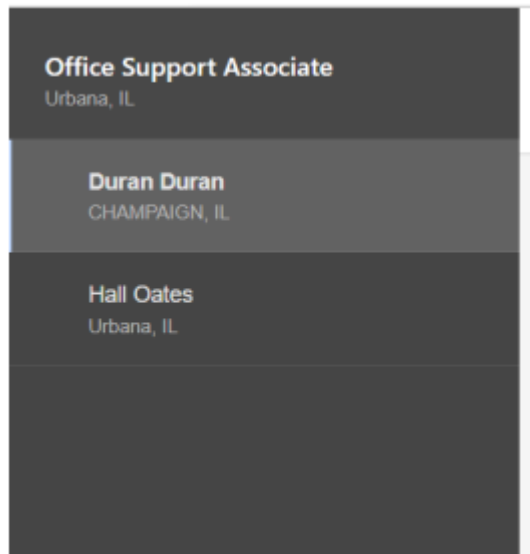 Office Support Associate
Urbana, IL
Duran Duran
CHAMPAIGN, IL
Hall Oates
Urbana, IL